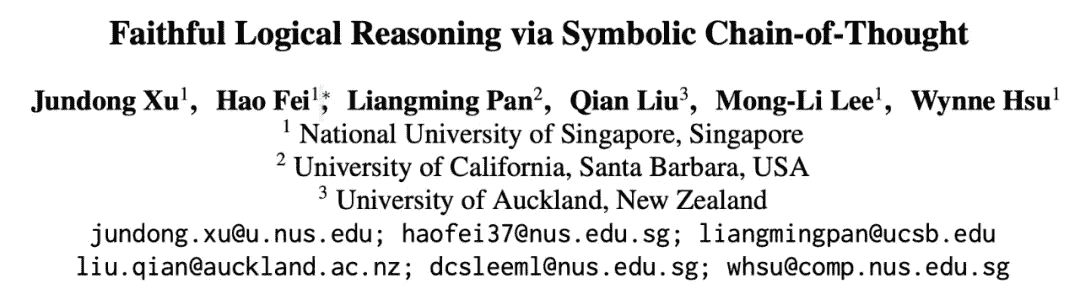 Faithful Logical Reasoning via Symbolic Chain-of-Thought
Jundong Xu¹, Hao Fei¹*, Liangming Pan², Qian Liu³, Mong-Li Lee¹, Wynne Hsu¹
¹ National University of Singapore, Singapore
² University of California, Santa Barbara, USA
³ University of Auckland, New Zealand
jundong.xu@u.nus.edu; haofei37@nus.edu.sg; liangmingpan@ucsb.edu
liu.qian@auckland.ac.nz; dcsleeml@nus.edu.sg; whsu@comp.nus.edu.sg